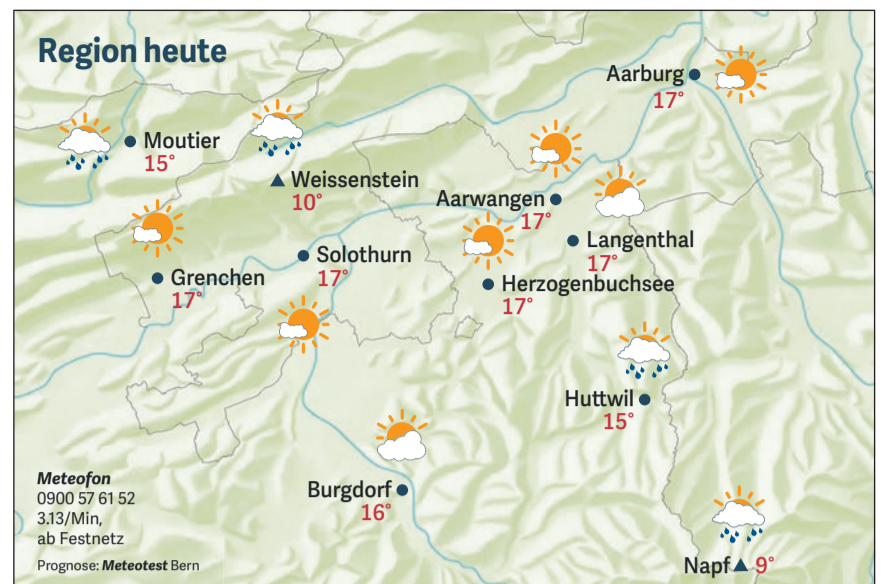 Region heute
Aarburg
17°
Moutier
15°
Weissenstein
10°
Aarwangen
17°
Langenthal
17°
Solothurn
17°
Grenchen
17°
Herzogenbuchsee
17°
Huttwil
15°
Burgdorf
16°
Napf 9°
Meteofon
0900 57 61 52
3.13/Min,
ab Festnetz
Prognose: Meteotest Bern